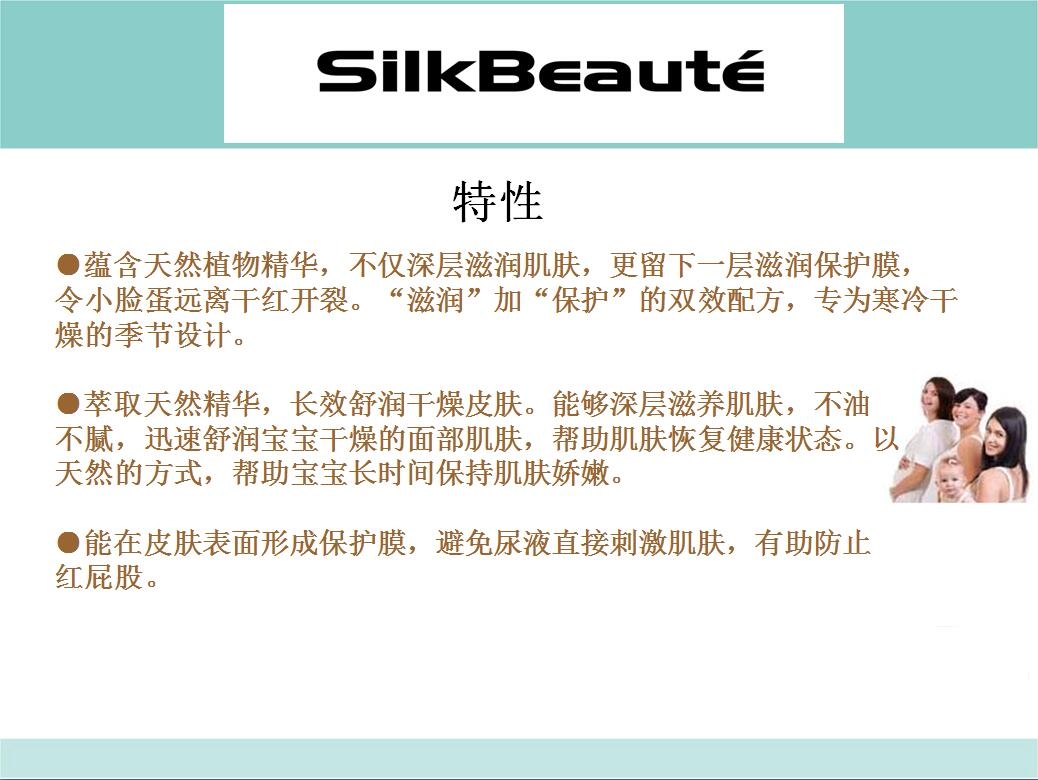 SilkBeauté
特性
●蕴含天然植物精华，不仅深层滋润肌肤，更留下一层滋润保护膜，
令小脸蛋远离干红开裂。“滋润”加“保护”的双效配方，专为寒冷干
燥的季节设计。
●萃取天然精华，长效舒润干燥皮肤。能够深层滋养肌肤，不油
不腻，迅速舒润宝宝干燥的面部肌肤，帮助肌肤恢复健康状态。以
天然的方式，帮助宝宝长时间保持肌肤娇嫩。
●能在皮肤表面形成保护膜，避免尿液直接刺激肌肤，有助防止
红屁股。